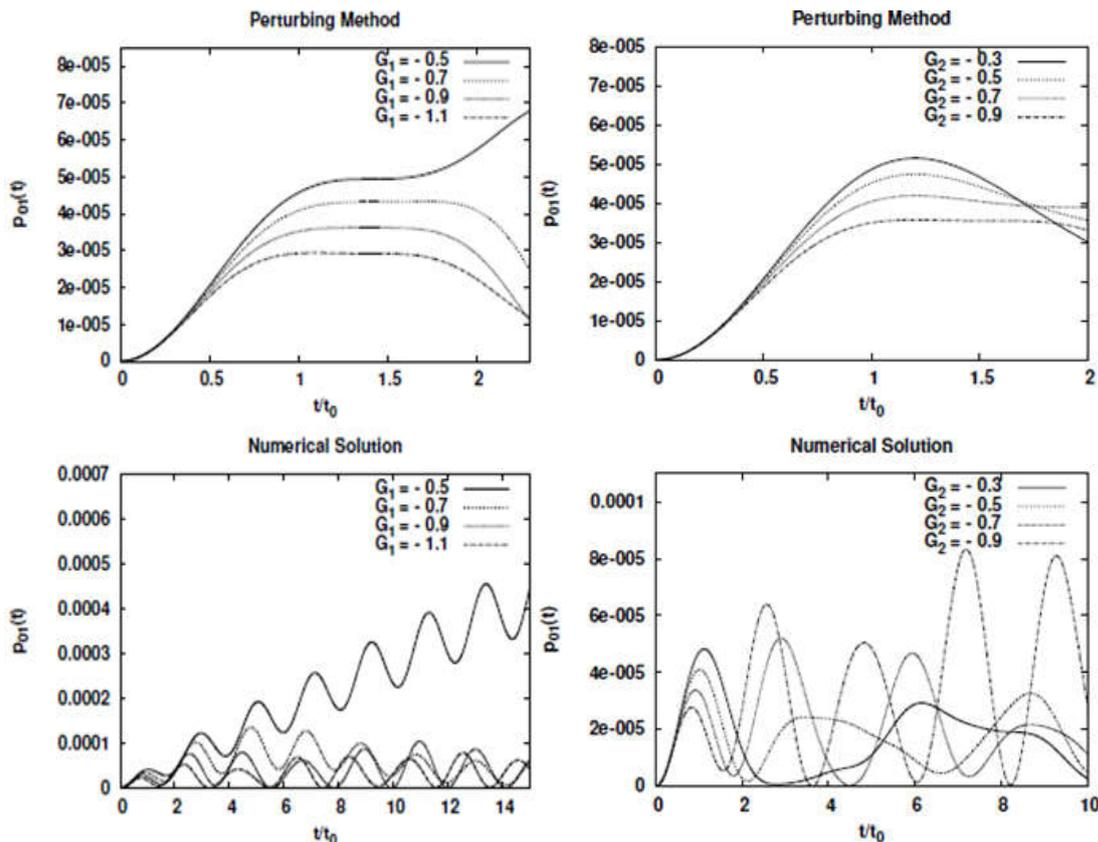 Perturbing Method
8e-005
7e-005
6e-005
5e-005
4e-005
3e-005
2e-005
1e-005
0
p01(t)
G1 = - 0.5
G1 = - 0.7
G1 = - 0.9
G1 = - 1.1
0 0.5 1 1.5 2
t/t0
Perturbing Method
8e-005
7e-005
6e-005
5e-005
4e-005
3e-005
2e-005
1e-005
0
p01(t)
G2 = - 0.3
G2 = - 0.5
G2 = - 0.7
G2 = - 0.9
0 0.5 1 1.5 2
t/t0
Numerical Solution
0.0007
0.0006
0.0005
0.0004
0.0003
0.0002
0.0001
0
p01(t)
G1 = - 0.5
G1 = - 0.7
G1 = - 0.9
G1 = - 1.1
0 2 4 6 8 10 12 14
t/t0
Numerical Solution
0.0001
8e-005
6e-005
4e-005
2e-005
0
p01(t)
G2 = - 0.3
G2 = - 0.5
G2 = - 0.7
G2 = - 0.9
0 2 4 6 8 10
t/t0